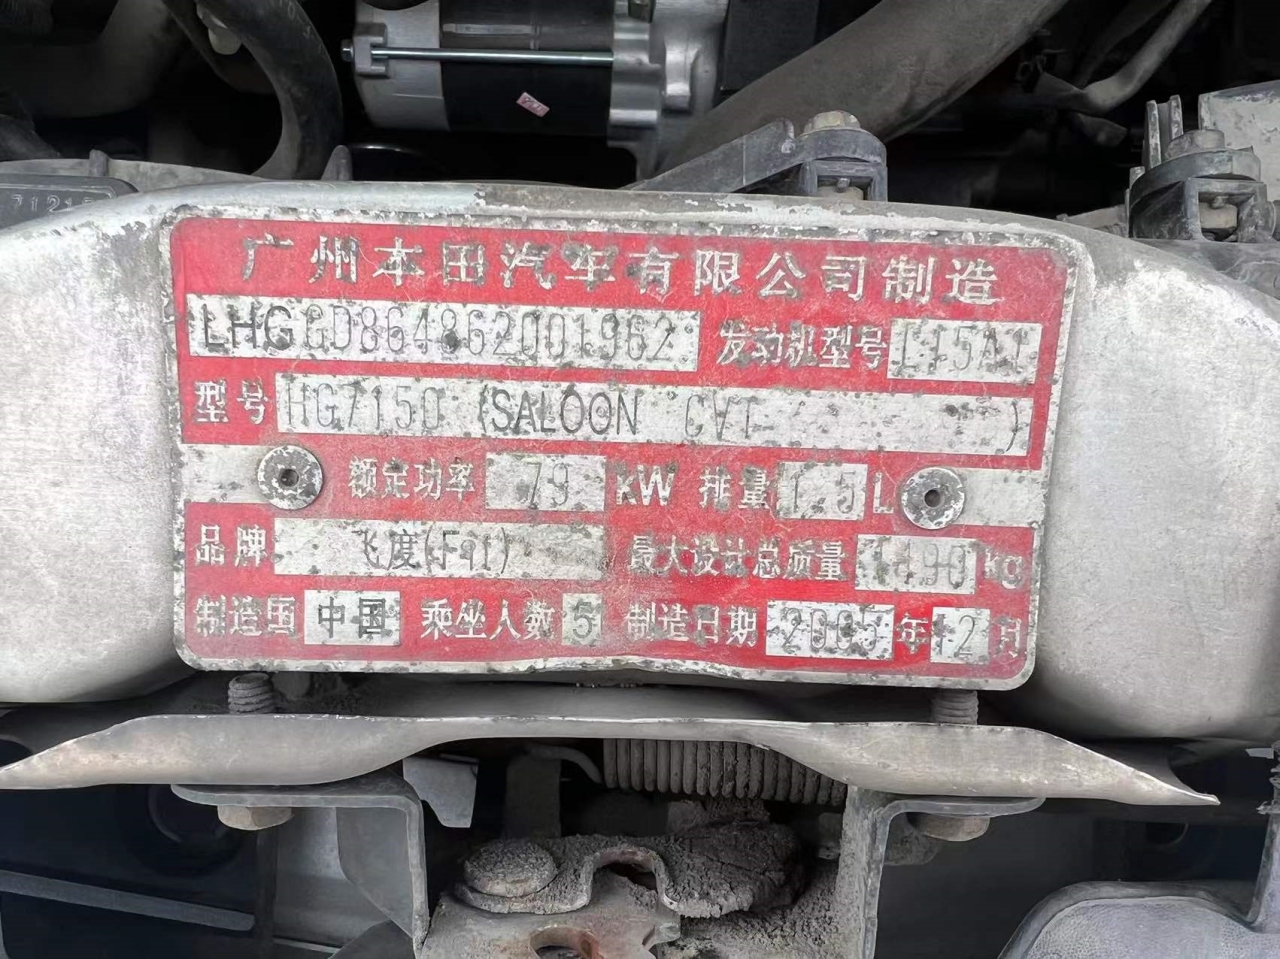 7121
广州本田汽车有限公司制造
LHGGD864862001962 发动机型号 L15A1
型号 HG7150 (SALOON CVT )
额定功率 79 KW 排量 1.5 L
品牌 飞度(Fit) 最大设计总质量 1490 kg
制造国 中国 乘坐人数 5 制造日期 2005 年 12 月